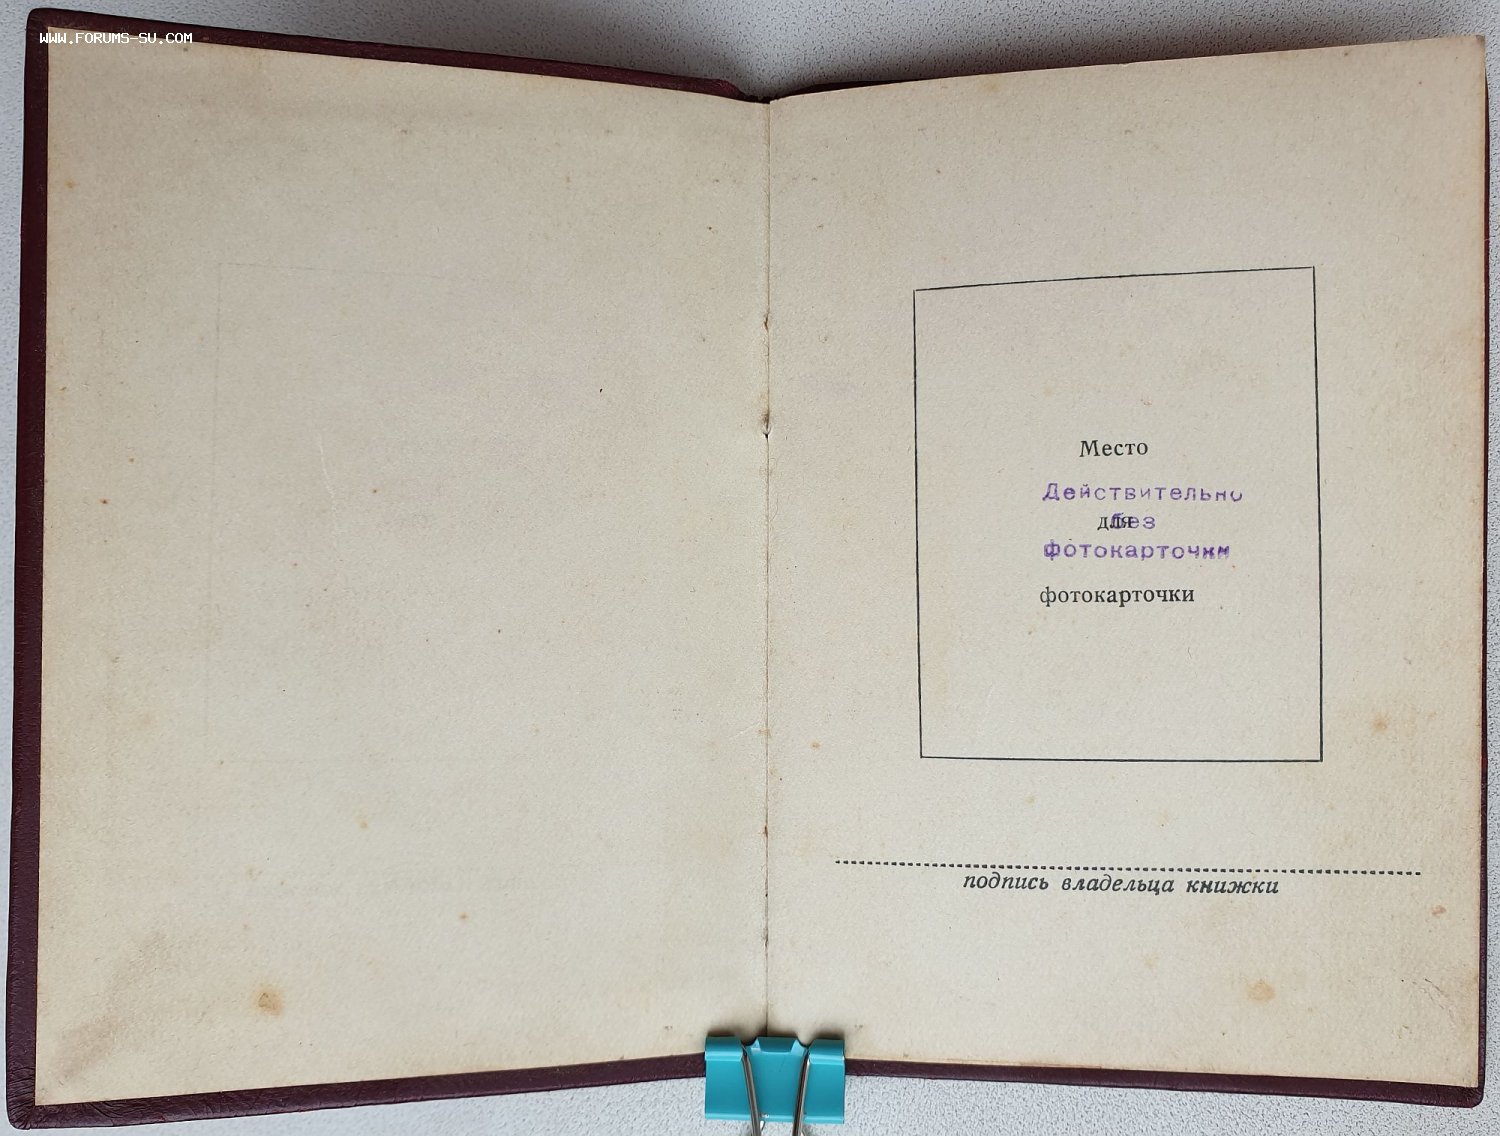 WWW.FORUMS-SU.COM
Место
Действительно
для
без
фотокарточки
фотокарточки
подпись владельца книжки